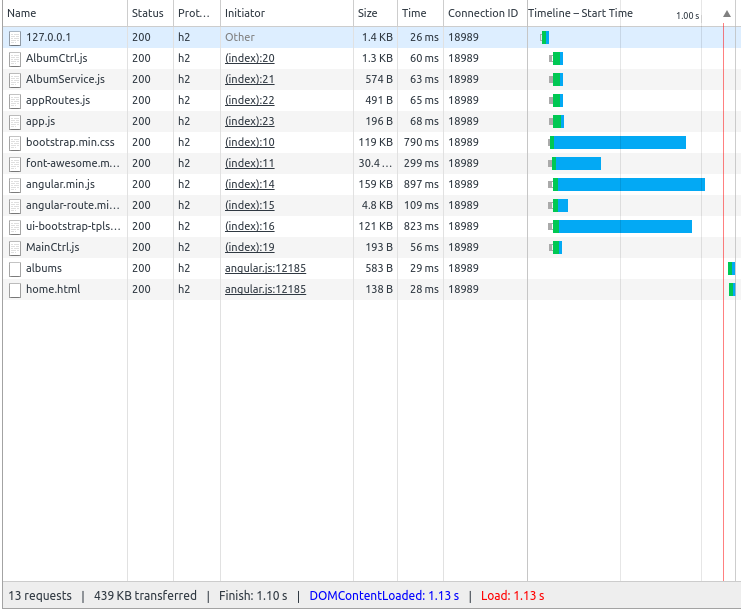 Name Status Prot... Initiator Size Time Connection ID Timeline – Start Time 1.00 s
127.0.0.1 200 h2 Other 1.4 KB 26 ms 18989
AlbumCtrl.js 200 h2 (index):20 1.3 KB 60 ms 18989
AlbumService.js 200 h2 (index):21 574 B 63 ms 18989
appRoutes.js 200 h2 (index):22 491 B 65 ms 18989
app.js 200 h2 (index):23 196 B 68 ms 18989
bootstrap.min.css 200 h2 (index):10 119 KB 790 ms 18989
font-awesome.m... 200 h2 (index):11 30.4 ... 299 ms 18989
angular.min.js 200 h2 (index):14 159 KB 897 ms 18989
angular-route.mi... 200 h2 (index):15 4.8 KB 109 ms 18989
ui-bootstrap-tpls... 200 h2 (index):16 121 KB 823 ms 18989
MainCtrl.js 200 h2 (index):19 193 B 56 ms 18989
albums 200 h2 angular.js:12185 583 B 29 ms 18989
home.html 200 h2 angular.js:12185 138 B 28 ms 18989
13 requests | 439 KB transferred | Finish: 1.10 s | DOMContentLoaded: 1.13 s | Load: 1.13 s